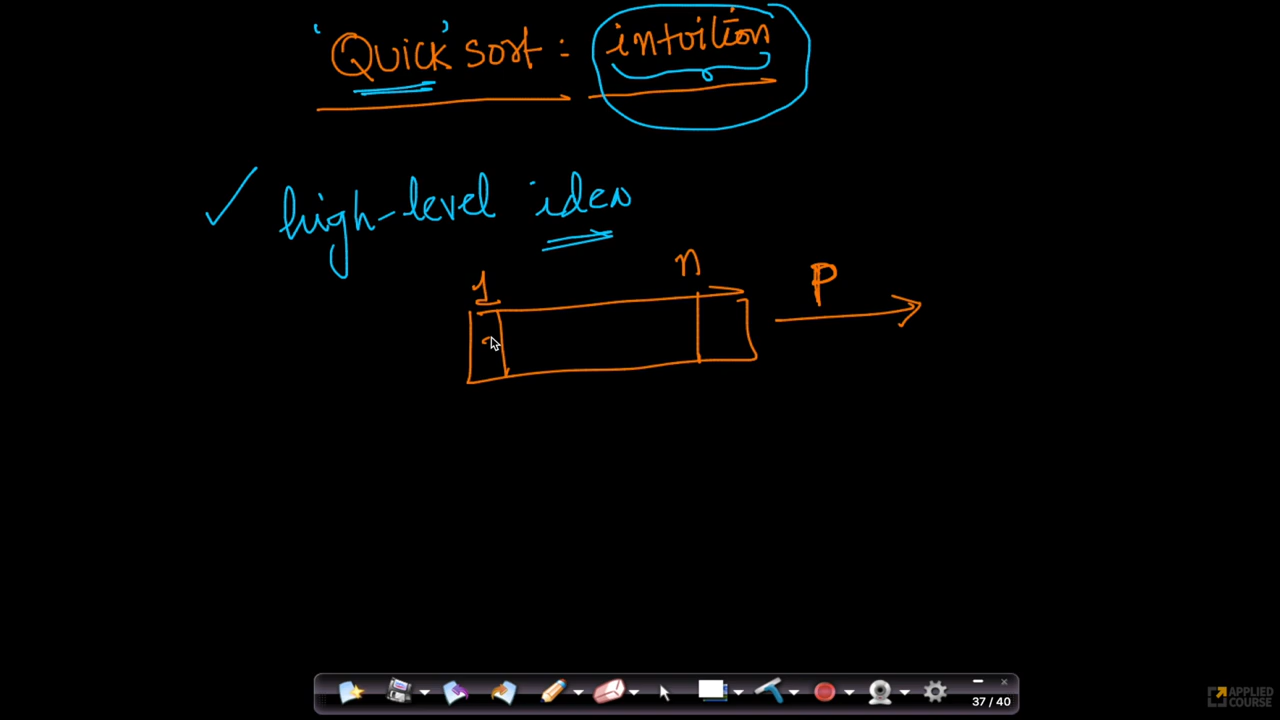 'Quick' sort : intuition
high-level idea
1 n P
37 / 40
APPLIED
COURSE